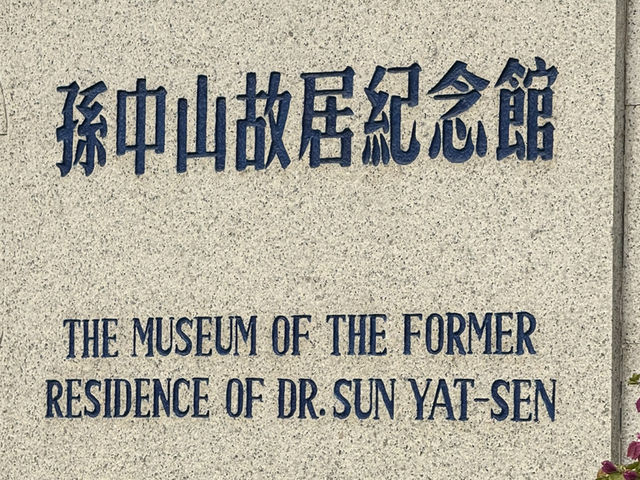 孫中山故居紀念館
THE MUSEUM OF THE FORMER
RESIDENCE OF DR. SUN YAT-SEN